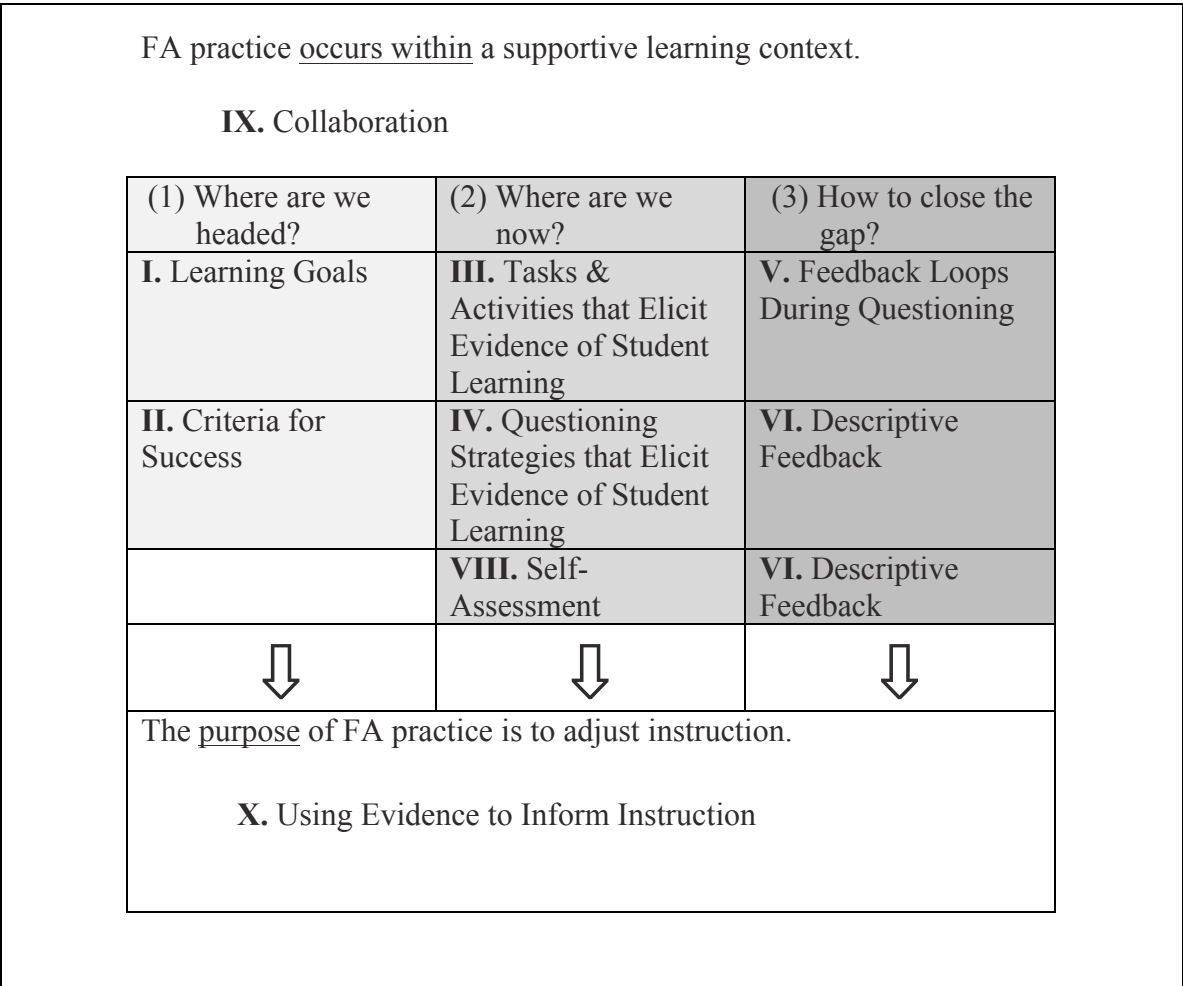 FA practice occurs within a supportive learning context.
IX. Collaboration
(1) Where are we
headed?
(2) Where are we
now?
(3) How to close the
gap?
I. Learning Goals
III. Tasks &
Activities that Elicit
Evidence of Student
Learning
V. Feedback Loops
During Questioning
II. Criteria for
Success
IV. Questioning
Strategies that Elicit
Evidence of Student
Learning
VI. Descriptive
Feedback
VIII. Self-
Assessment
VI. Descriptive
Feedback
The purpose of FA practice is to adjust instruction.
X. Using Evidence to Inform Instruction